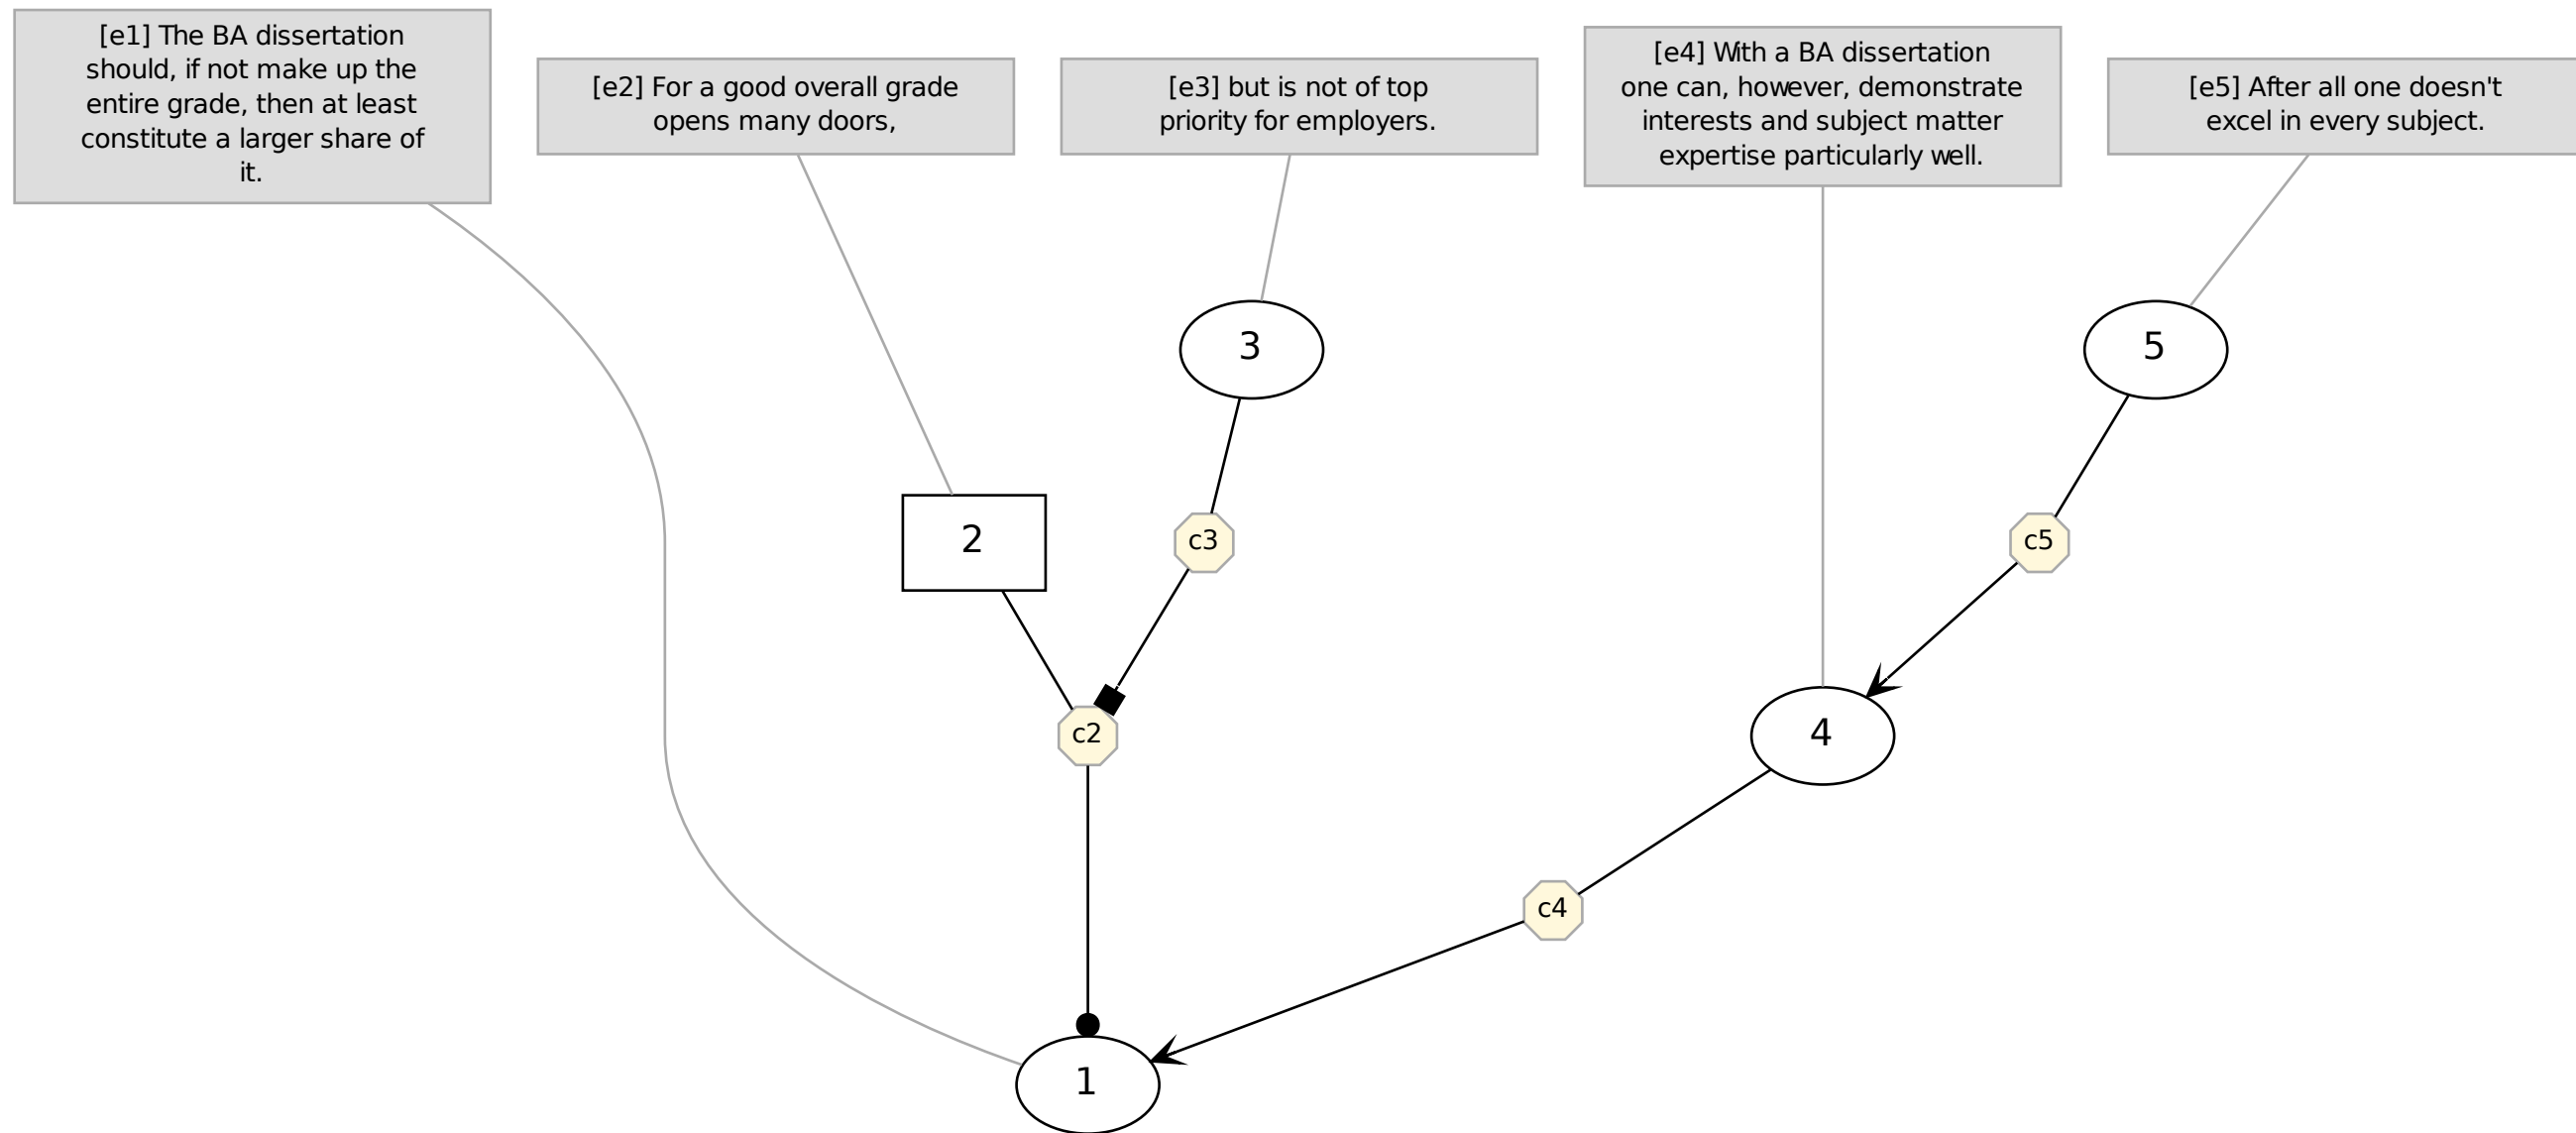 [e1] The BA dissertation
should, if not make up the
entire grade, then at least
constitute a larger share of
it.
[e2] For a good overall grade
opens many doors,
[e3] but is not of top
priority for employers.
[e4] With a BA dissertation
one can, however, demonstrate
interests and subject matter
expertise particularly well.
[e5] After all one doesn't
excel in every subject.
3
5
2
c3
c5
c2
4
c4
1